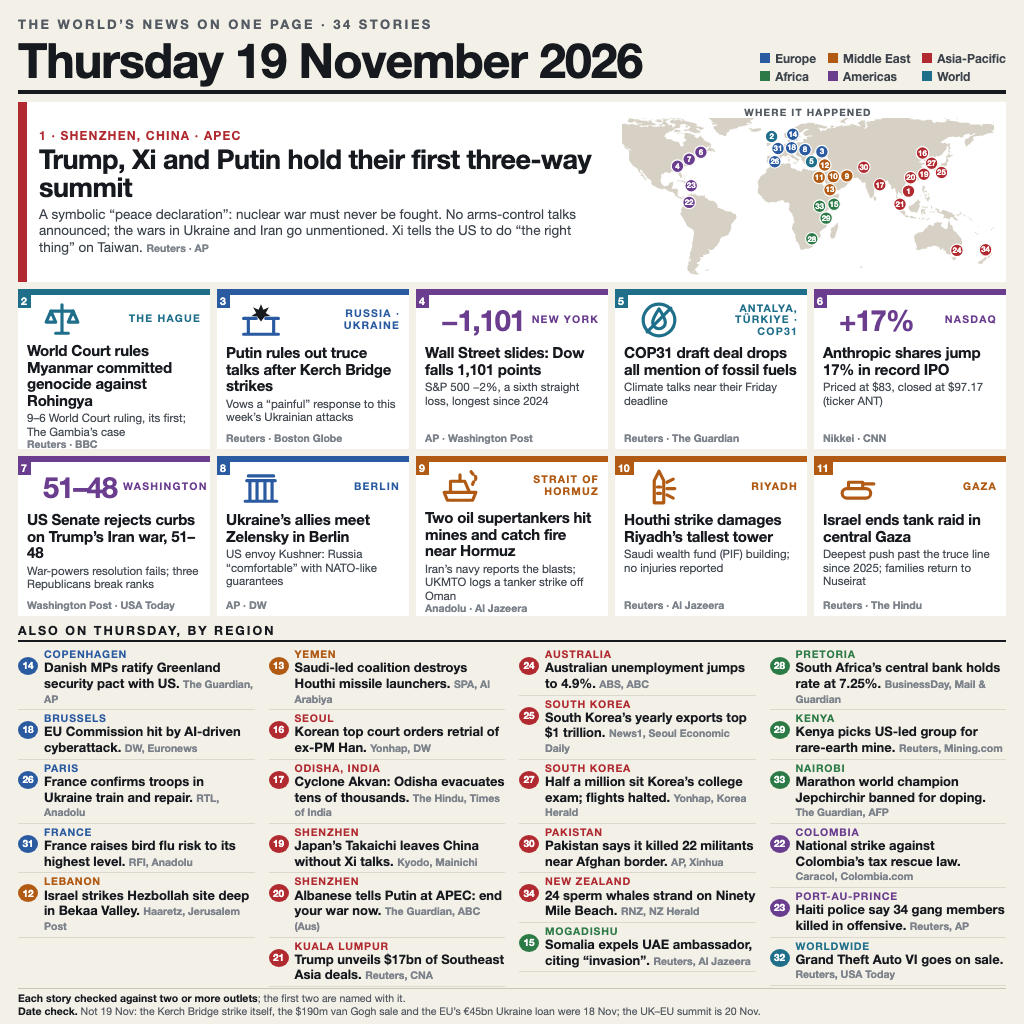 THE WORLD'S NEWS ON ONE PAGE · 34 STORIES
Thursday 19 November 2026
Europe
Middle East
Asia-Pacific
Africa
Americas
World
1 · SHENZHEN, CHINA · APEC
Trump, Xi and Putin hold their first three-way
summit
A symbolic “peace declaration”: nuclear war must never be fought. No arms-control talks
announced; the wars in Ukraine and Iran go unmentioned. Xi tells the US to do “the right
thing” on Taiwan. Reuters · AP
WHERE IT HAPPENED
2
14
31
18
8
3
26
5
12
11
10
9
13
33
15
29
28
6
7
4
23
22
30
17
16
27
25
19
20
1
21
24
34
2
THE HAGUE
World Court rules
Myanmar committed
genocide against
Rohingya
9–6 World Court ruling, its first;
The Gambia’s case
Reuters · BBC
3
RUSSIA ·
UKRAINE
Putin rules out truce
talks after Kerch Bridge
strikes
Vows a “painful” response to this
week’s Ukrainian attacks
Reuters · Boston Globe
4
−1,101
NEW YORK
Wall Street slides: Dow
falls 1,101 points
S&P 500 −2%, a sixth straight
loss, longest since 2024
AP · Washington Post
5
ANTALYA,
TÜRKIYE ·
COP31
COP31 draft deal drops
all mention of fossil fuels
Climate talks near their Friday
deadline
Reuters · The Guardian
6
+17%
NASDAQ
Anthropic shares jump
17% in record IPO
Priced at $83, closed at $97.17
(ticker ANT)
Nikkei · CNN
7
51–48
WASHINGTON
US Senate rejects curbs
on Trump’s Iran war, 51–
48
War-powers resolution fails; three
Republicans break ranks
Washington Post · USA Today
8
BERLIN
Ukraine’s allies meet
Zelensky in Berlin
US envoy Kushner: Russia
“comfortable” with NATO-like
guarantees
AP · DW
9
STRAIT OF
HORMUZ
Two oil supertankers hit
mines and catch fire
near Hormuz
Iran’s navy reports the blasts;
UKMTO logs a tanker strike off
Oman
Anadolu · Al Jazeera
10
RIYADH
Houthi strike damages
Riyadh’s tallest tower
Saudi wealth fund (PIF) building;
no injuries reported
Reuters · Al Jazeera
11
GAZA
Israel ends tank raid in
central Gaza
Deepest push past the truce line
since 2025; families return to
Nuseirat
Reuters · The Hindu
ALSO ON THURSDAY, BY REGION
14
COPENHAGEN
Danish MPs ratify Greenland
security pact with US. The Guardian,
AP
18
BRUSSELS
EU Commission hit by AI-driven
cyberattack. DW, Euronews
26
PARIS
France confirms troops in
Ukraine train and repair. RTL,
Anadolu
31
FRANCE
France raises bird flu risk to its
highest level. RFI, Anadolu
12
LEBANON
Israel strikes Hezbollah site deep
in Bekaa Valley. Haaretz, Jerusalem
Post
13
YEMEN
Saudi-led coalition destroys
Houthi missile launchers. SPA, Al
Arabiya
16
SEOUL
Korean top court orders retrial of
ex-PM Han. Yonhap, DW
17
ODISHA, INDIA
Cyclone Akvan: Odisha evacuates
tens of thousands. The Hindu, Times
of India
19
SHENZHEN
Japan’s Takaichi leaves China
without Xi talks. Kyodo, Mainichi
20
SHENZHEN
Albanese tells Putin at APEC: end
your war now. The Guardian, ABC
(Aus)
21
KUALA LUMPUR
Trump unveils $17bn of Southeast
Asia deals. Reuters, CNA
24
AUSTRALIA
Australian unemployment jumps
to 4.9%. ABS, ABC
25
SOUTH KOREA
South Korea’s yearly exports top
$1 trillion. News1, Seoul Economic
Daily
27
SOUTH KOREA
Half a million sit Korea’s college
exam; flights halted. Yonhap, Korea
Herald
30
PAKISTAN
Pakistan says it killed 22 militants
near Afghan border. AP, Xinhua
34
NEW ZEALAND
24 sperm whales strand on Ninety
Mile Beach. RNZ, NZ Herald
15
MOGADISHU
Somalia expels UAE ambassador,
citing “invasion”. Reuters, Al Jazeera
28
PRETORIA
South Africa’s central bank holds
rate at 7.25%. BusinessDay, Mail &
Guardian
29
KENYA
Kenya picks US-led group for
rare-earth mine. Reuters, Mining.com
33
NAIROBI
Marathon world champion
Jepchirchir banned for doping.
The Guardian, AFP
22
COLOMBIA
National strike against
Colombia’s tax rescue law.
Caracol, Colombia.com
23
PORT-AU-PRINCE
Haiti police say 34 gang members
killed in offensive. Reuters, AP
32
WORLDWIDE
Grand Theft Auto VI goes on sale.
Reuters, USA Today
Each story checked against two or more outlets; the first two are named with it.
Date check. Not 19 Nov: the Kerch Bridge strike itself, the $190m van Gogh sale and the EU’s €45bn Ukraine loan were 18 Nov; the UK–EU summit is 20 Nov.